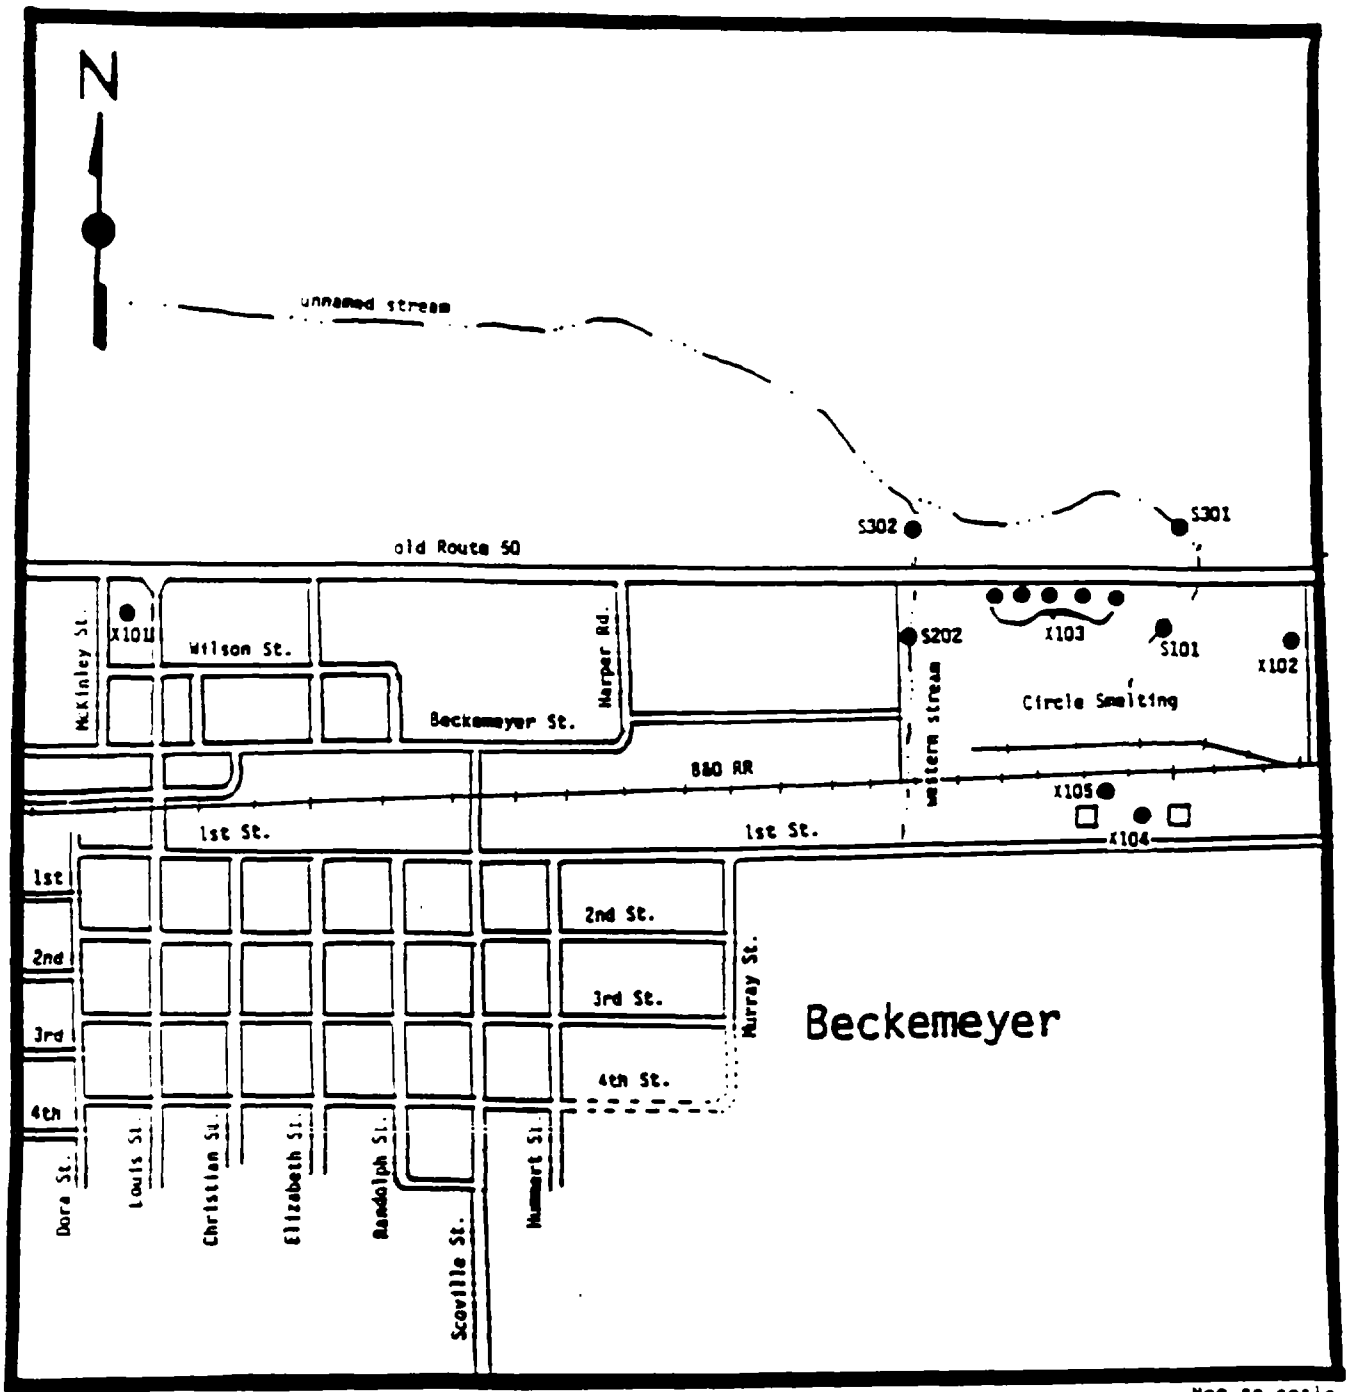 N
unnamed stream
S302
S301
old Route 50
McKinley St.
X101
Wilson St.
Harper Rd.
S202
X103
S101
X102
Beckemeyer St.
western stream
Circle Smelting
B&O RR
X105
1st St.
1st St.
X104
1st
2nd St.
2nd
Murray St.
3rd St.
3rd
Beckemeyer
4th St.
4th
Dora St.
Louis St.
Christian St.
Elizabeth St.
Randolph St.
Hummert St.
Scoville St.